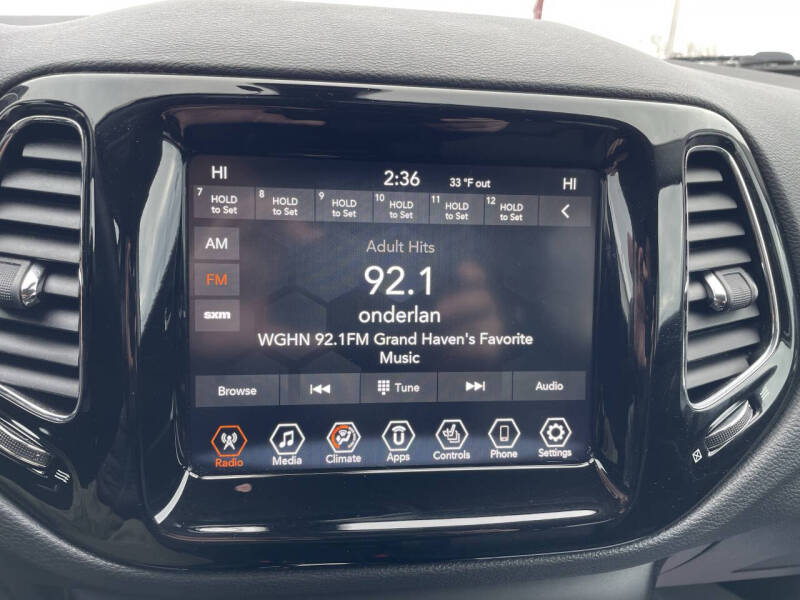 HI 2:36 33 °F out HI
7 HOLD to Set 8 HOLD to Set 9 HOLD to Set 10 HOLD to Set 11 HOLD to Set 12 HOLD to Set
AM
FM
sxm
Adult Hits
92.1
onderlan
WGHN 92.1FM Grand Haven's Favorite
Music
Browse Tune Audio
Radio Media Climate Apps Controls Phone Settings